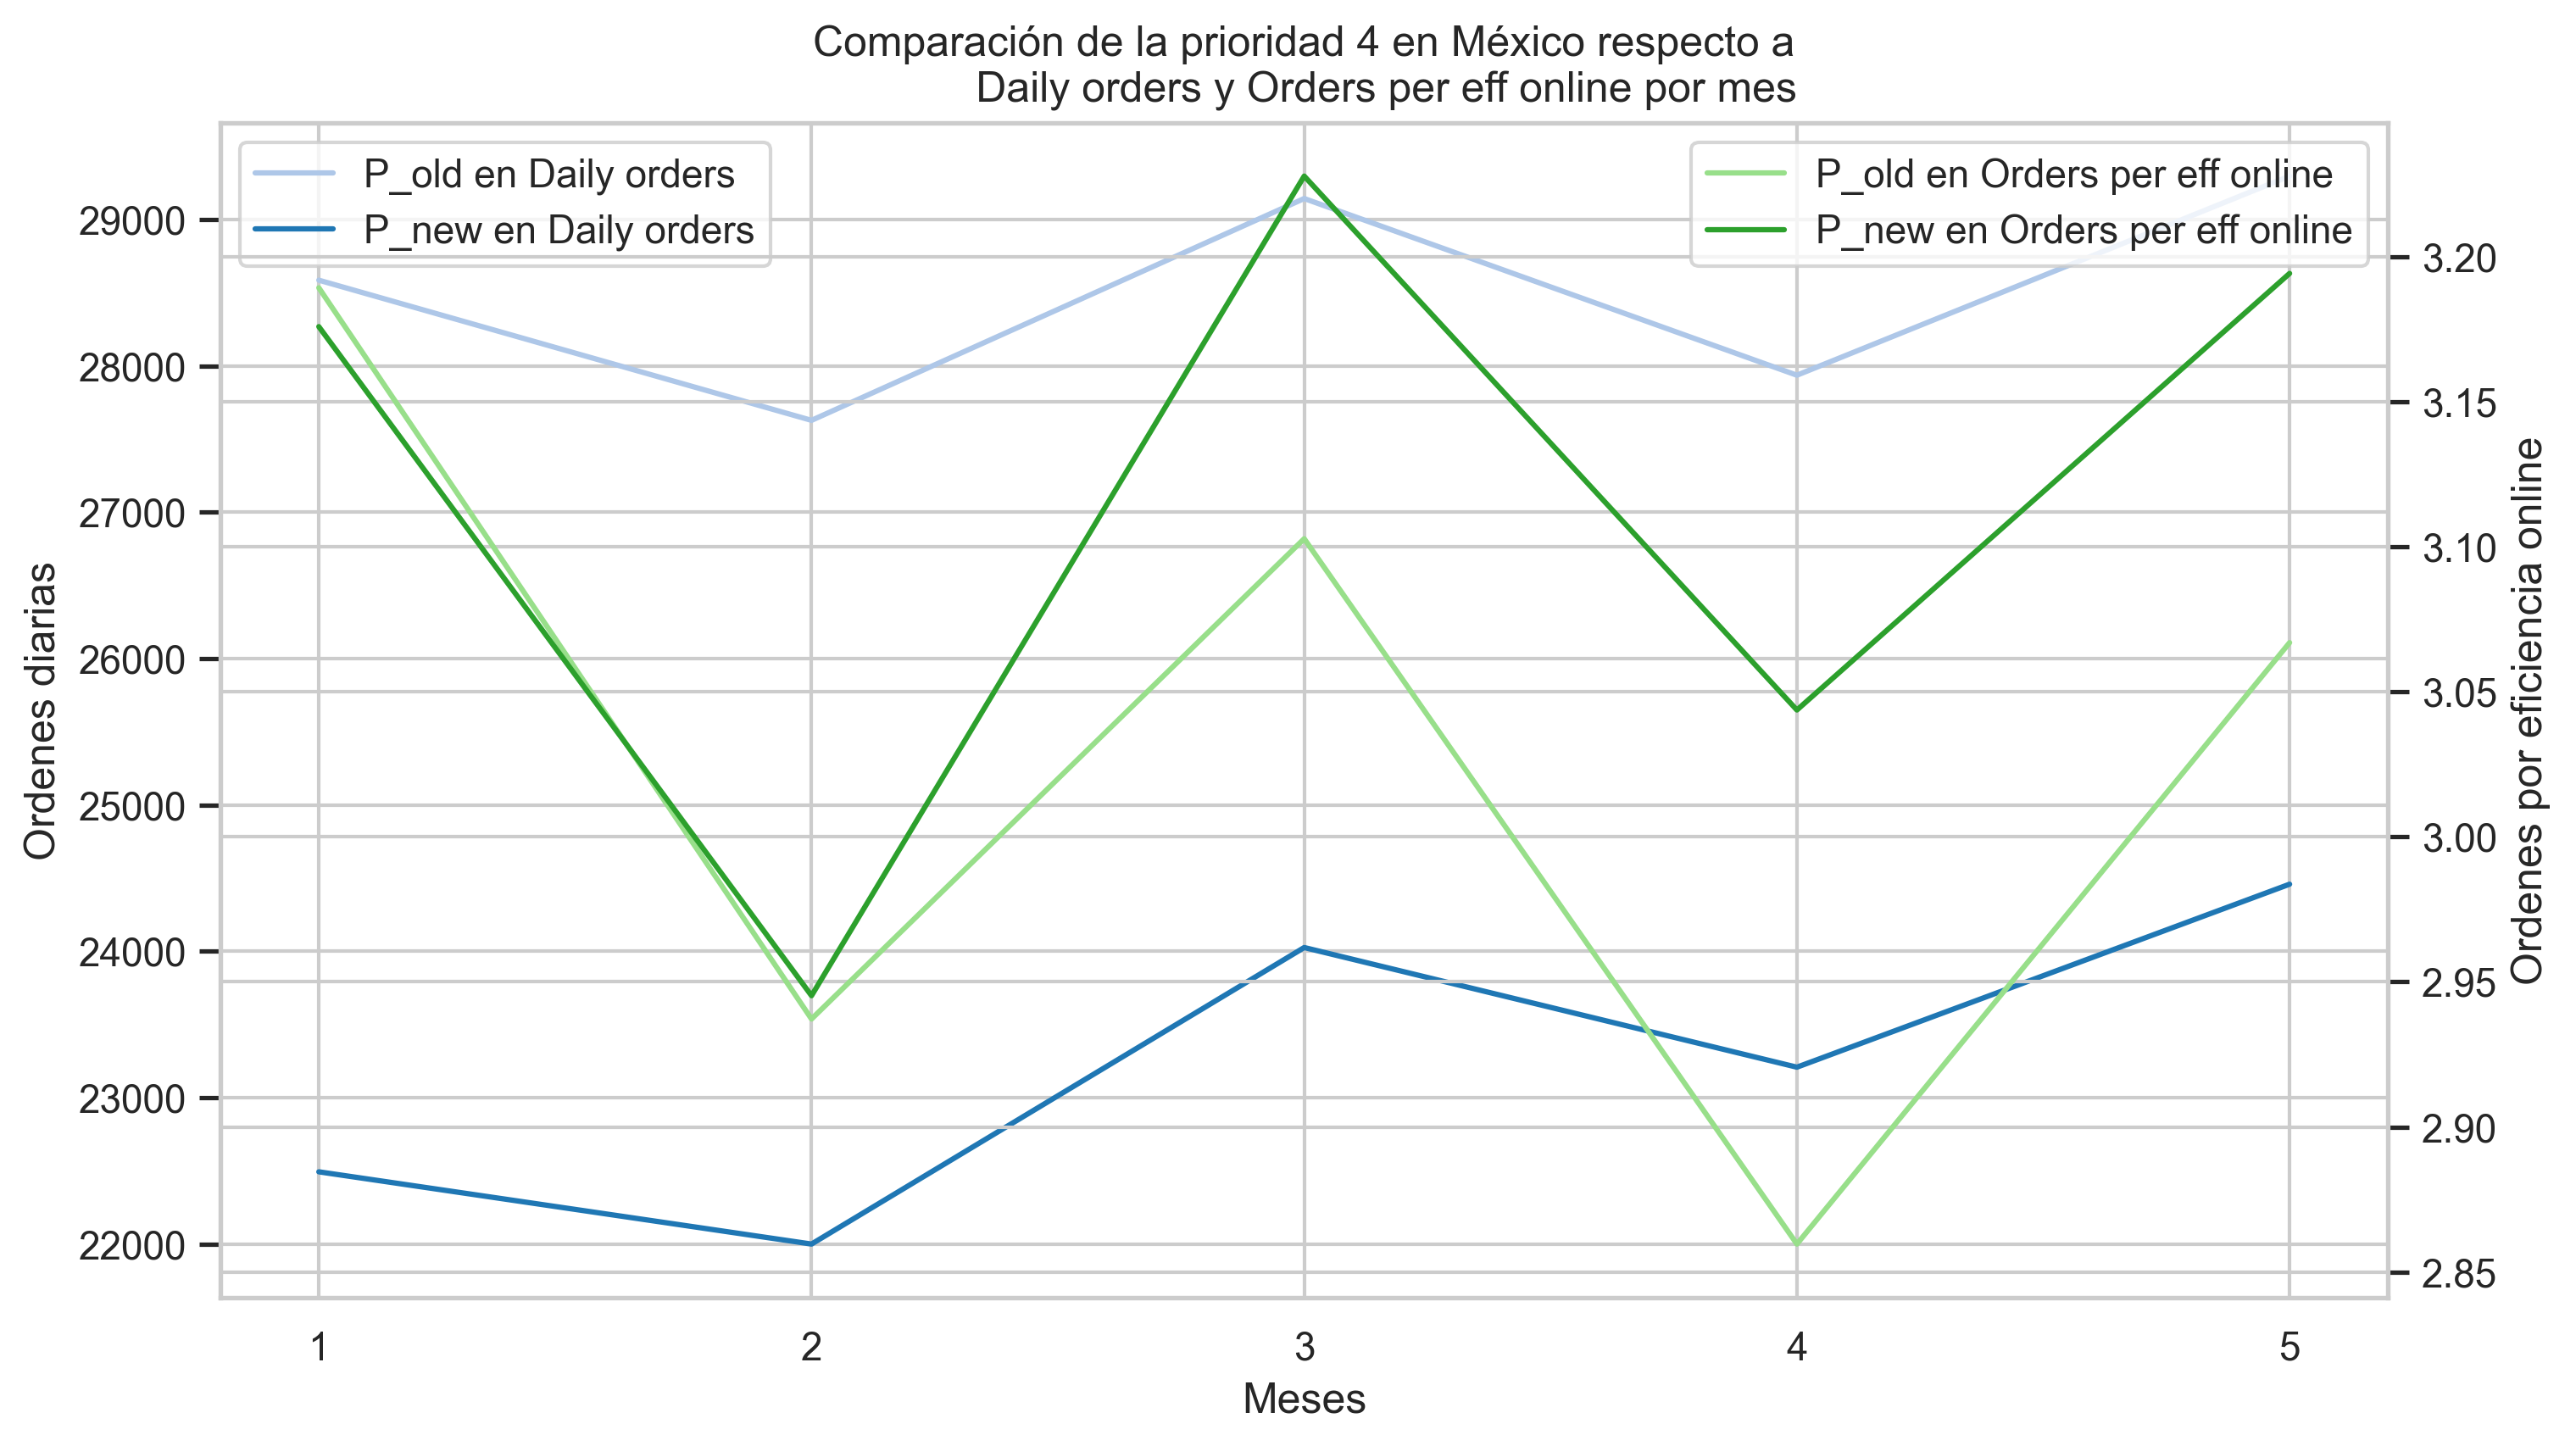 Comparación de la prioridad 4 en México respecto a
Daily orders y Orders per eff online por mes
P_old en Daily orders
P_new en Daily orders
P_old en Orders per eff online
P_new en Orders per eff online
Ordenes diarias
29000
28000
27000
26000
25000
24000
23000
22000
3.20
3.15
3.10
3.05
3.00
2.95
2.90
2.85
Ordenes por eficiencia online
1 2 3 4 5
Meses